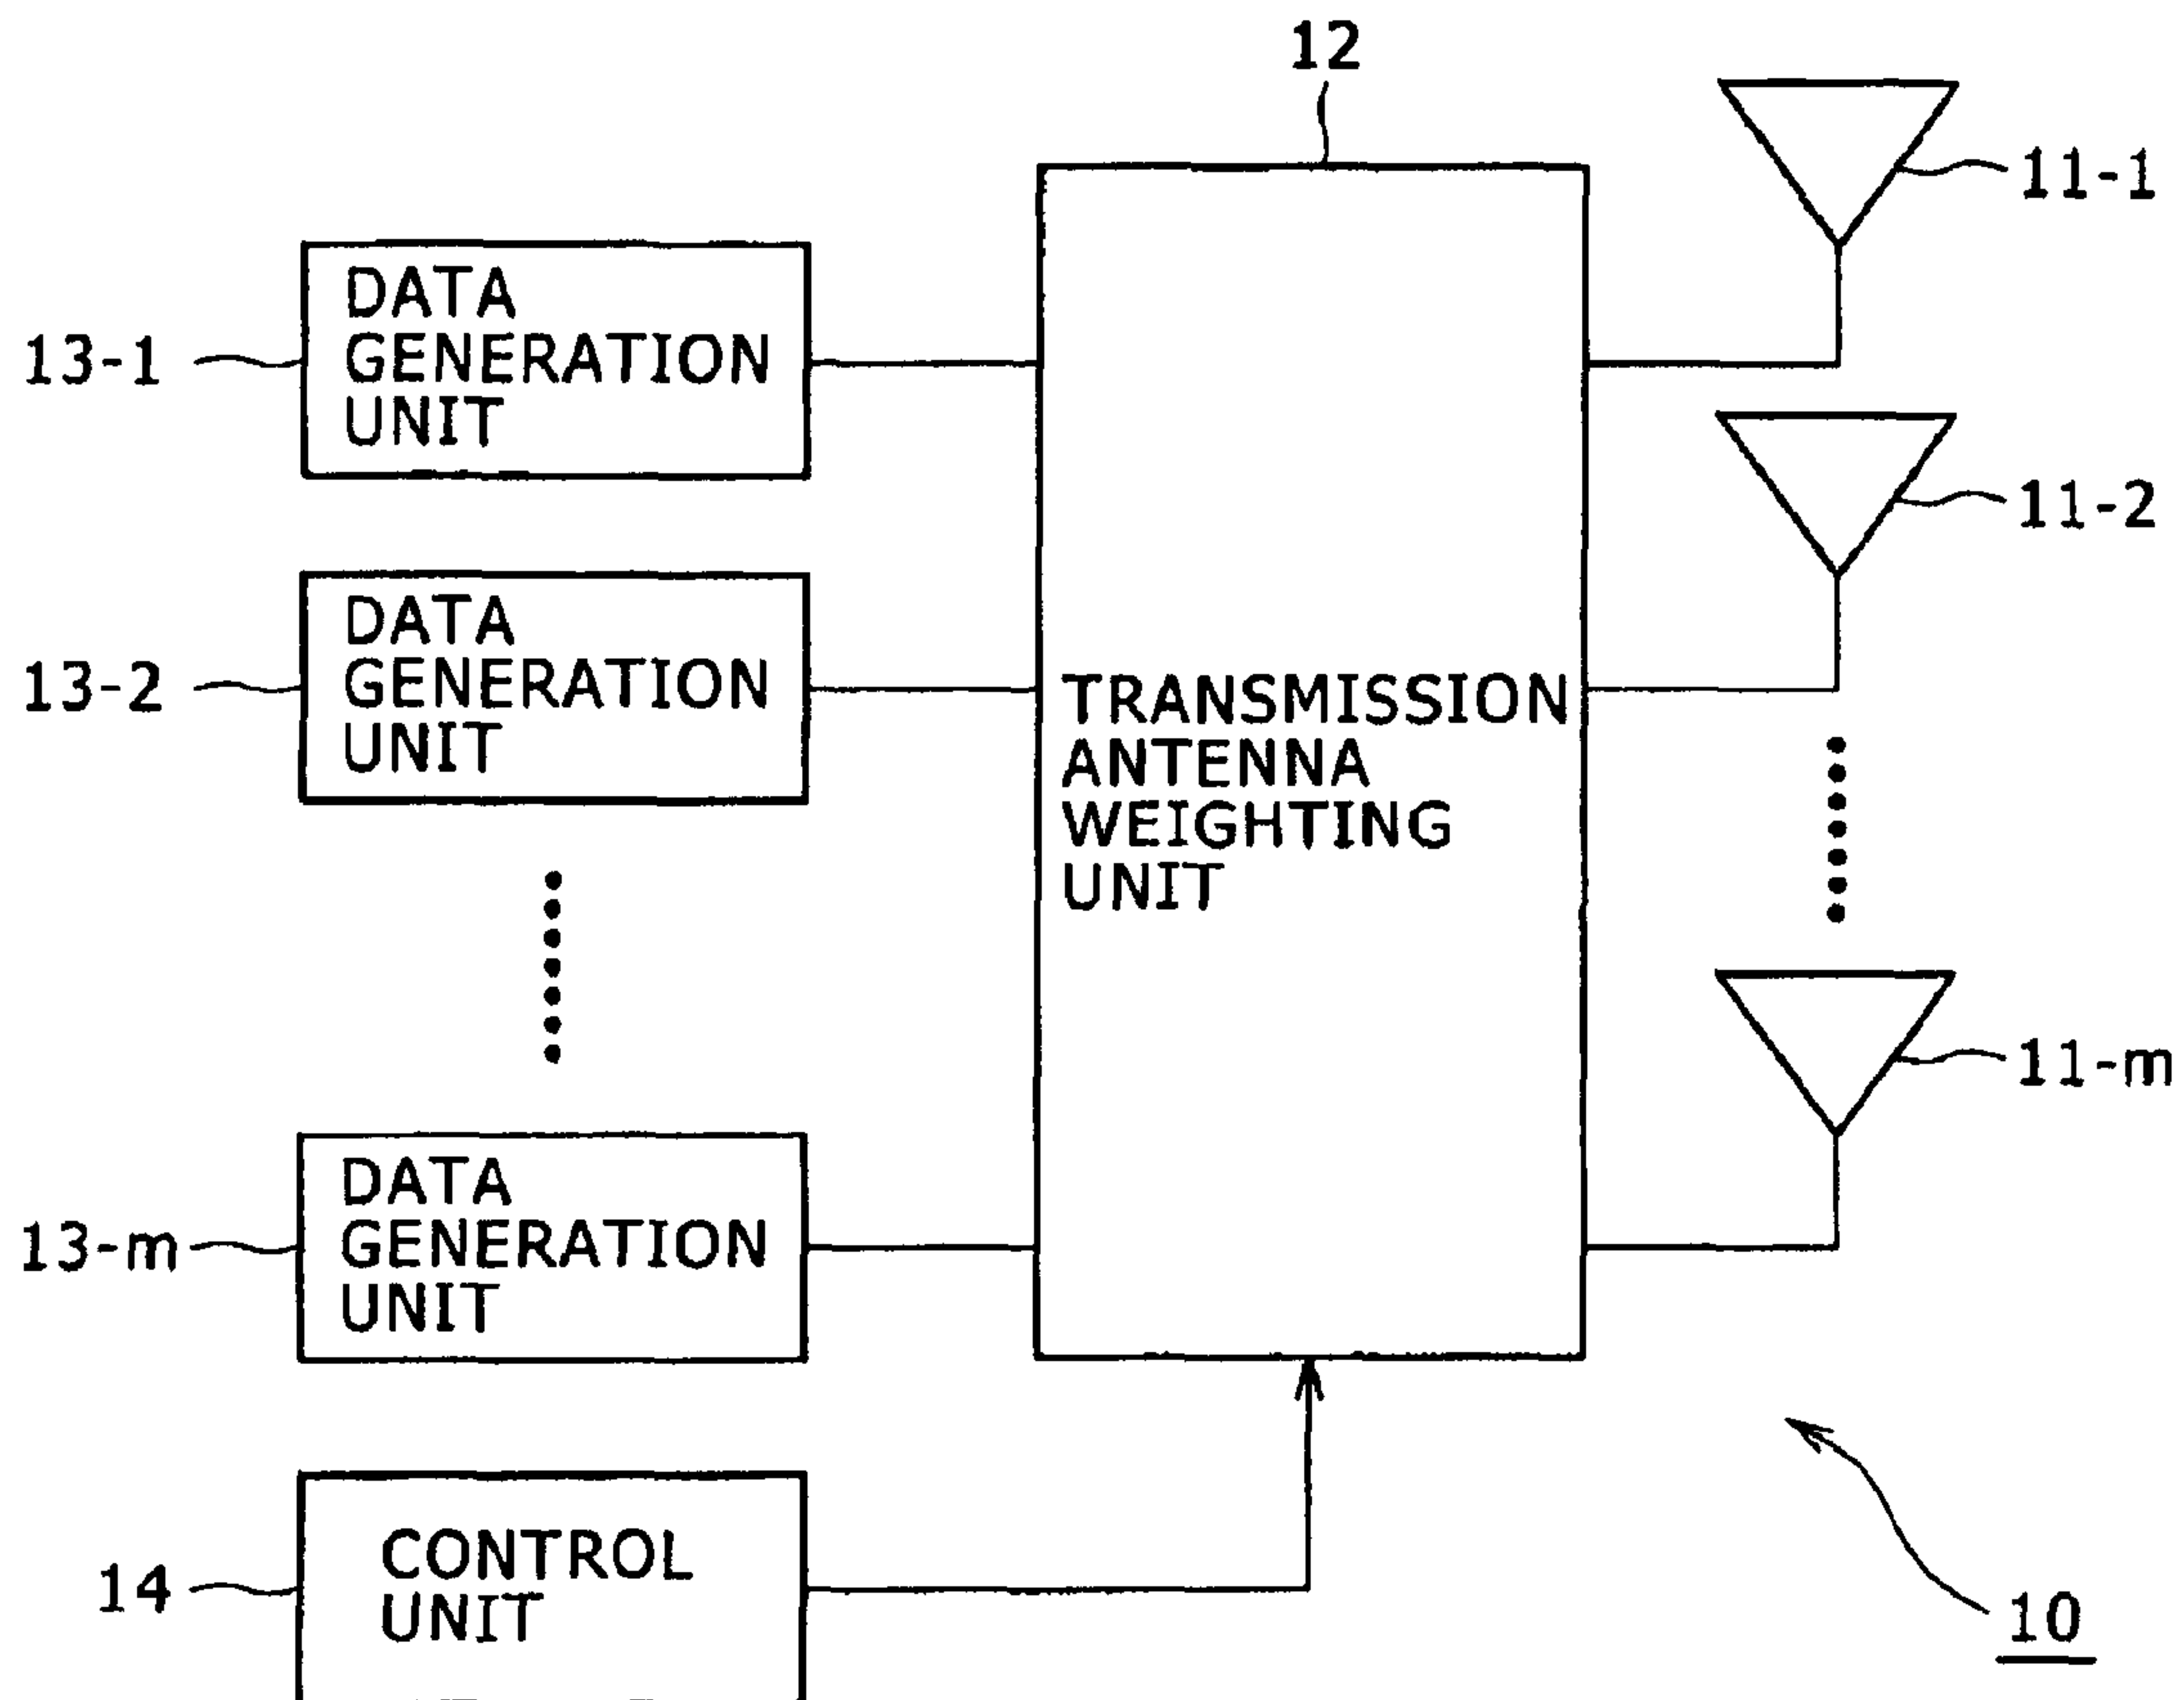 12
11-1
DATA
GENERATION
UNIT
13-1
11-2
DATA
GENERATION
UNIT
13-2
TRANSMISSION
ANTENNA
WEIGHTING
UNIT
11-m
DATA
GENERATION
UNIT
13-m
CONTROL
UNIT
14
10